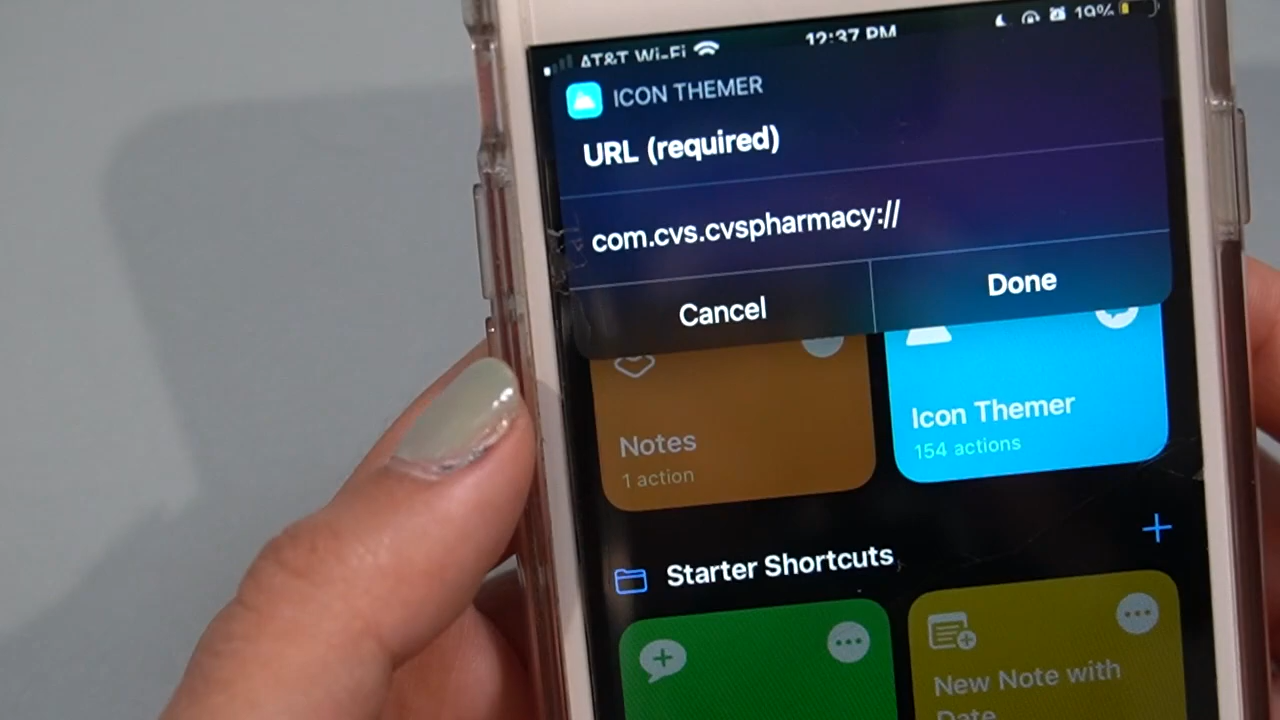 AT&T Wi-Fi 12:37 PM 19%
ICON THEMER
URL (required)
com.cvs.cvspharmacy://
Cancel Done
Notes Icon Themer
1 action 154 actions
Starter Shortcuts
New Note with
Date